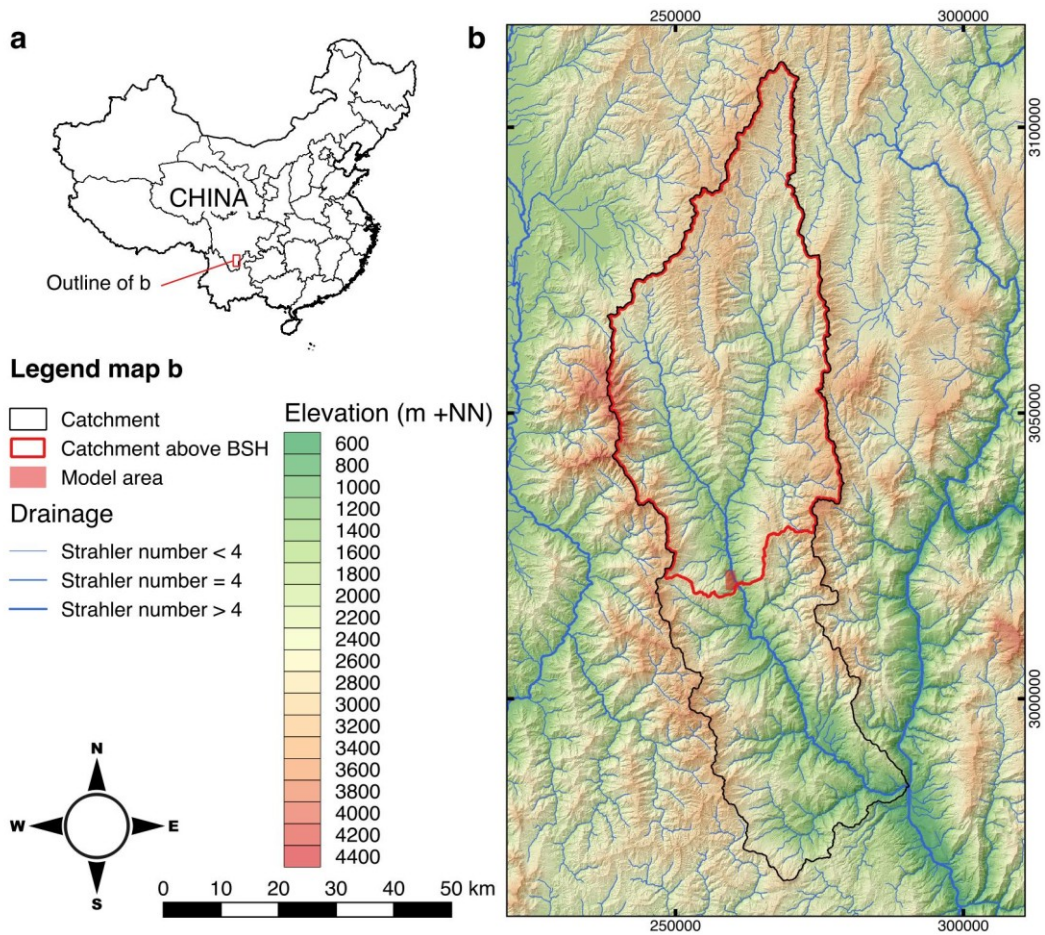 a
CHINA
Outline of b
Legend map b
Catchment
Catchment above BSH
Model area
Drainage
Strahler number < 4
Strahler number = 4
Strahler number > 4
Elevation (m +NN)
600
800
1000
1200
1400
1600
1800
2000
2200
2400
2600
2800
3000
3200
3400
3600
3800
4000
4200
4400
N
W
E
S
0 10 20 30 40 50 km
b
250000
300000
3100000
3050000
3000000
250000
300000